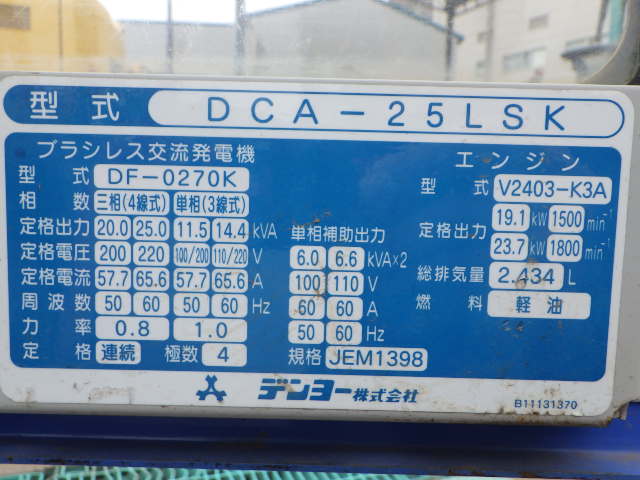 型式 DCA-25LSK
ブラシレス交流発電機
型式 DF-0270K
相数 三相(4線式) 単相(3線式)
定格出力 20.0 25.0 11.5 14.4 kVA
定格電圧 200 220 100/200 110/220 V
定格電流 57.7 65.6 57.7 65.6 A
周波数 50 60 50 60 Hz
力率 0.8 1.0
定格 連続 極数 4
単相補助出力
6.0 6.6 kVA×2
100 110 V
60 60 A
50 60 Hz
規格 JEM1398
エンジン
型式 V2403-K3A
定格出力 19.1 kW 1500 min⁻¹
23.7 kW 1800 min⁻¹
総排気量 2.434 L
燃料 軽油
デンヨー株式会社
B11131370